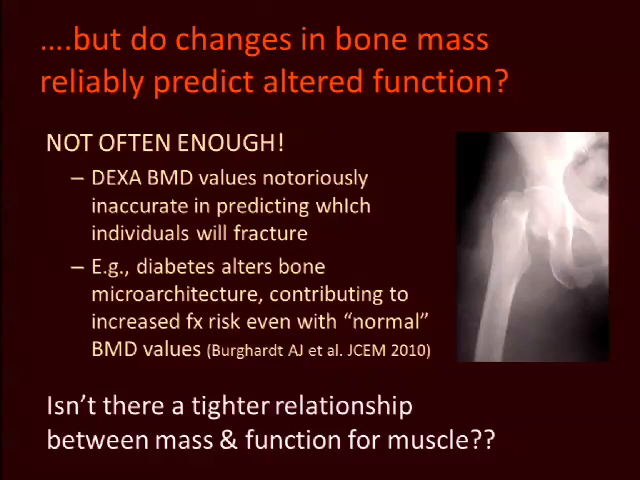 ....but do changes in bone mass
reliably predict altered function?
NOT OFTEN ENOUGH!
– DEXA BMD values notoriously
inaccurate in predicting whIch
individuals will fracture
– E.g., diabetes alters bone
microarchitecture, contributing to
increased fx risk even with “normal”
BMD values (Burghardt AJ et al. JCEM 2010)
Isn’t there a tighter relationship
between mass & function for muscle??